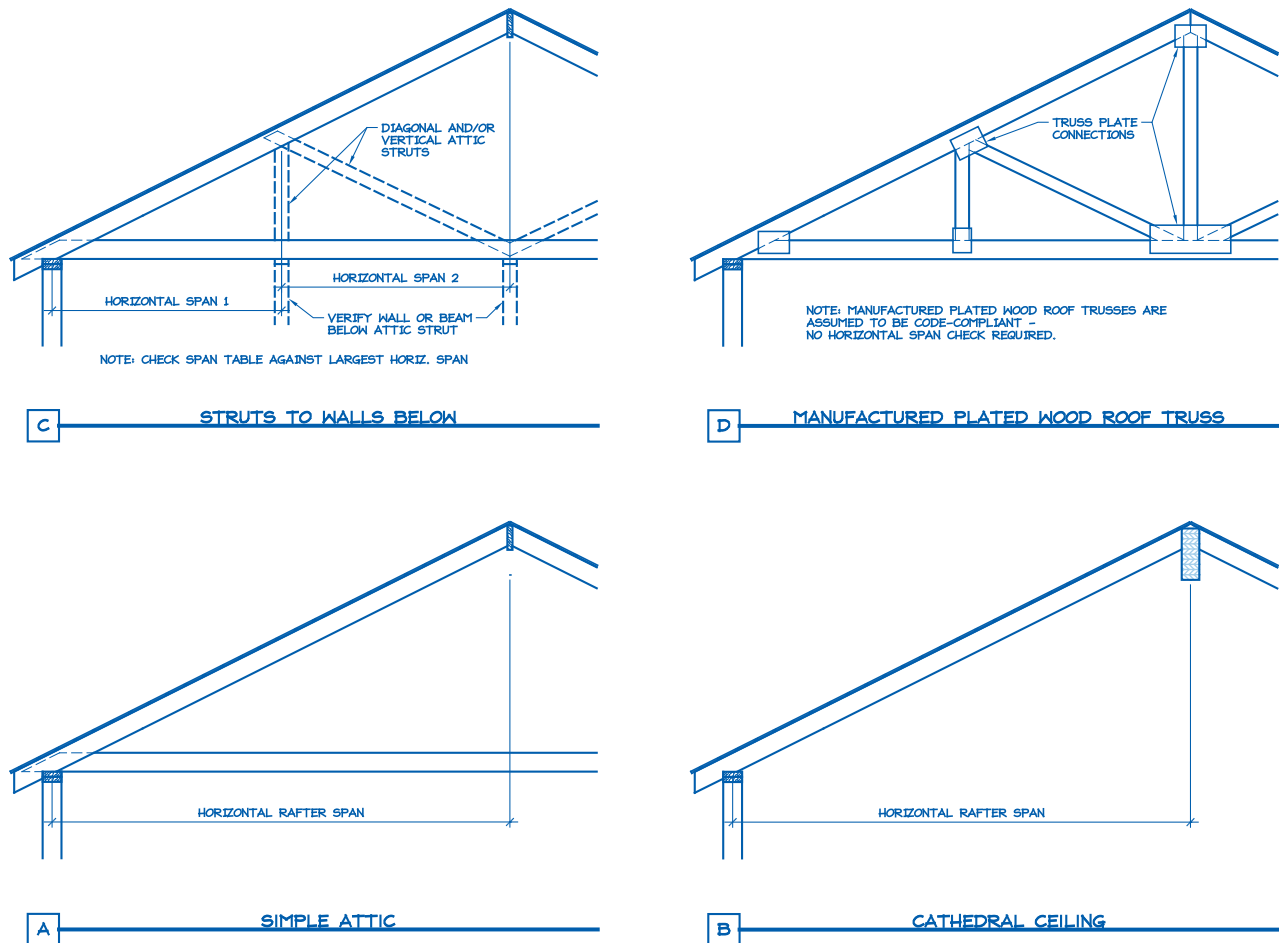 DIAGONAL AND/OR
VERTICAL ATTIC
STRUTS
HORIZONTAL SPAN 2
HORIZONTAL SPAN 1
VERIFY WALL OR BEAM
BELOW ATTIC STRUT
NOTE: CHECK SPAN TABLE AGAINST LARGEST HORIZ. SPAN
C
STRUTS TO WALLS BELOW
TRUSS PLATE
CONNECTIONS
NOTE: MANUFACTURED PLATED WOOD ROOF TRUSSES ARE
ASSUMED TO BE CODE-COMPLIANT -
NO HORIZONTAL SPAN CHECK REQUIRED.
D
MANUFACTURED PLATED WOOD ROOF TRUSS
HORIZONTAL RAFTER SPAN
A
SIMPLE ATTIC
HORIZONTAL RAFTER SPAN
B
CATHEDRAL CEILING